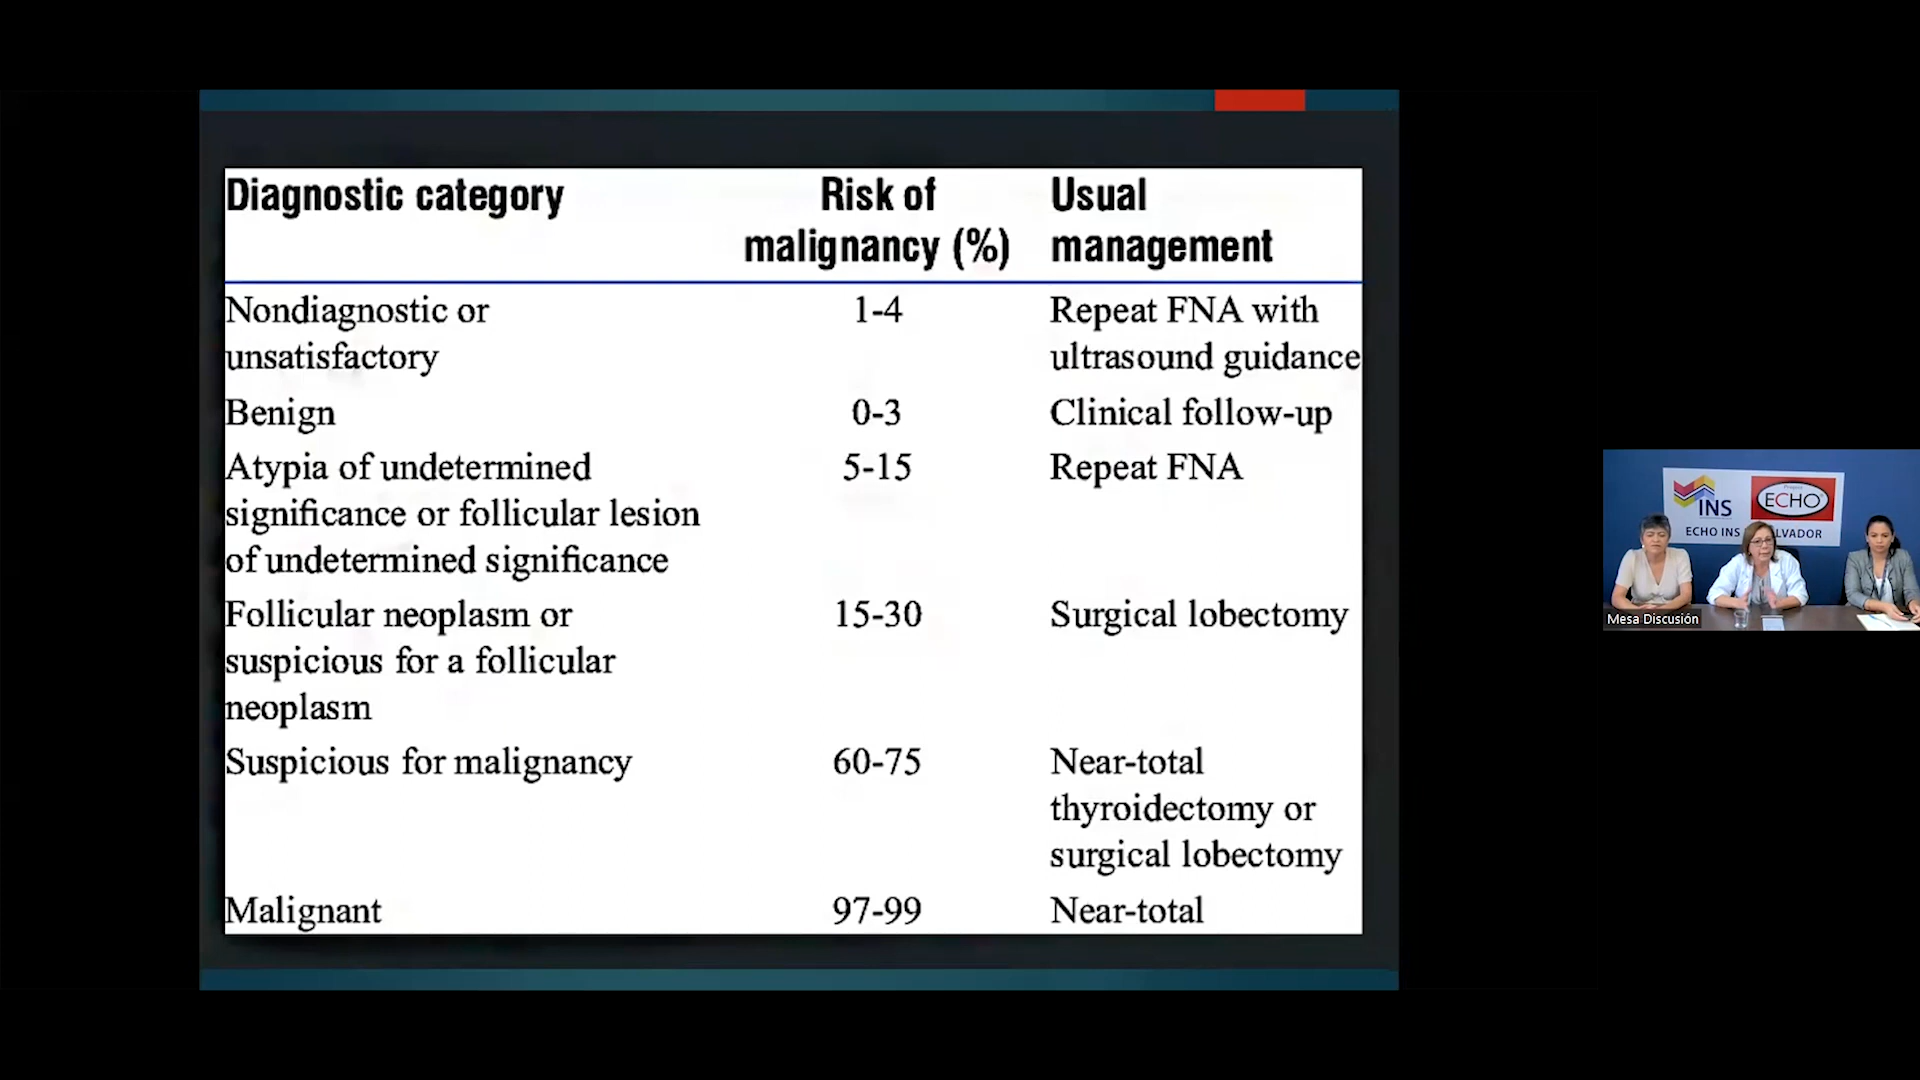 Diagnostic category
Risk of
malignancy (%)
Usual
management
Nondiagnostic or
unsatisfactory
1-4
Repeat FNA with
ultrasound guidance
Benign
0-3
Clinical follow-up
Atypia of undetermined
significance or follicular lesion
of undetermined significance
5-15
Repeat FNA
Follicular neoplasm or
suspicious for a follicular
neoplasm
15-30
Surgical lobectomy
Suspicious for malignancy
60-75
Near-total
thyroidectomy or
surgical lobectomy
Malignant
97-99
Near-total
INS
ECHO
ECHO INS LVADOR
Mesa Discusión